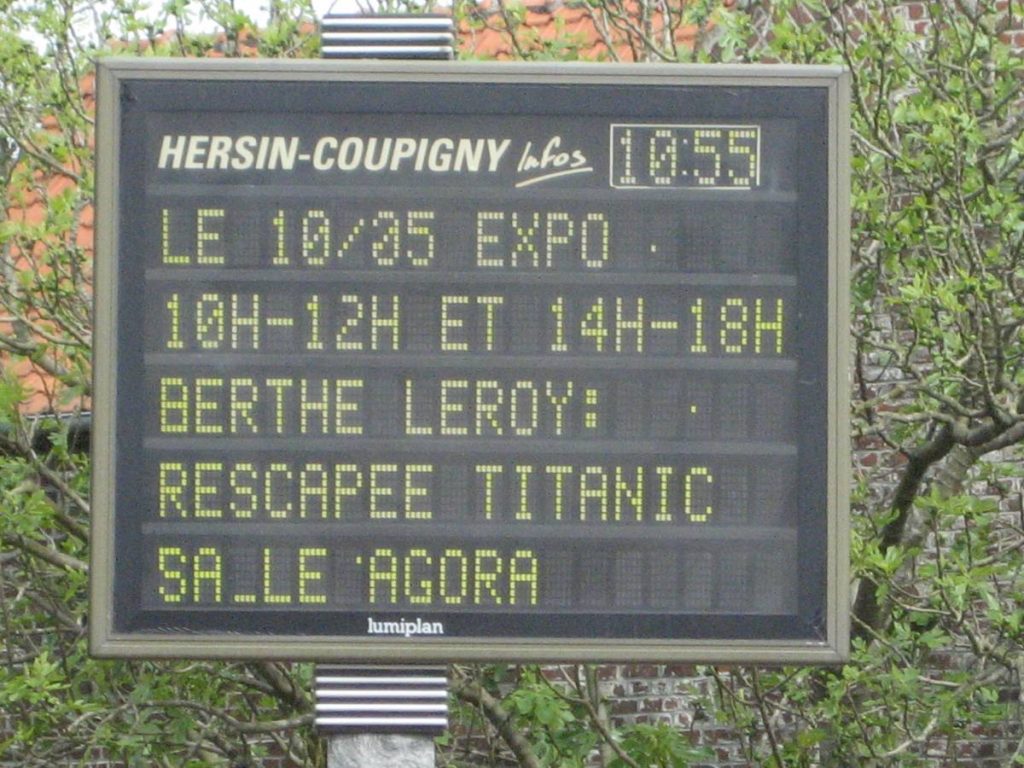 HERSIN-COUPIGNY Infos 10:55
LE 10/05 EXPO
10H-12H ET 14H-18H
BERTHE LEROY:
RESCAPEE TITANIC
SALLE AGORA
lumiplan